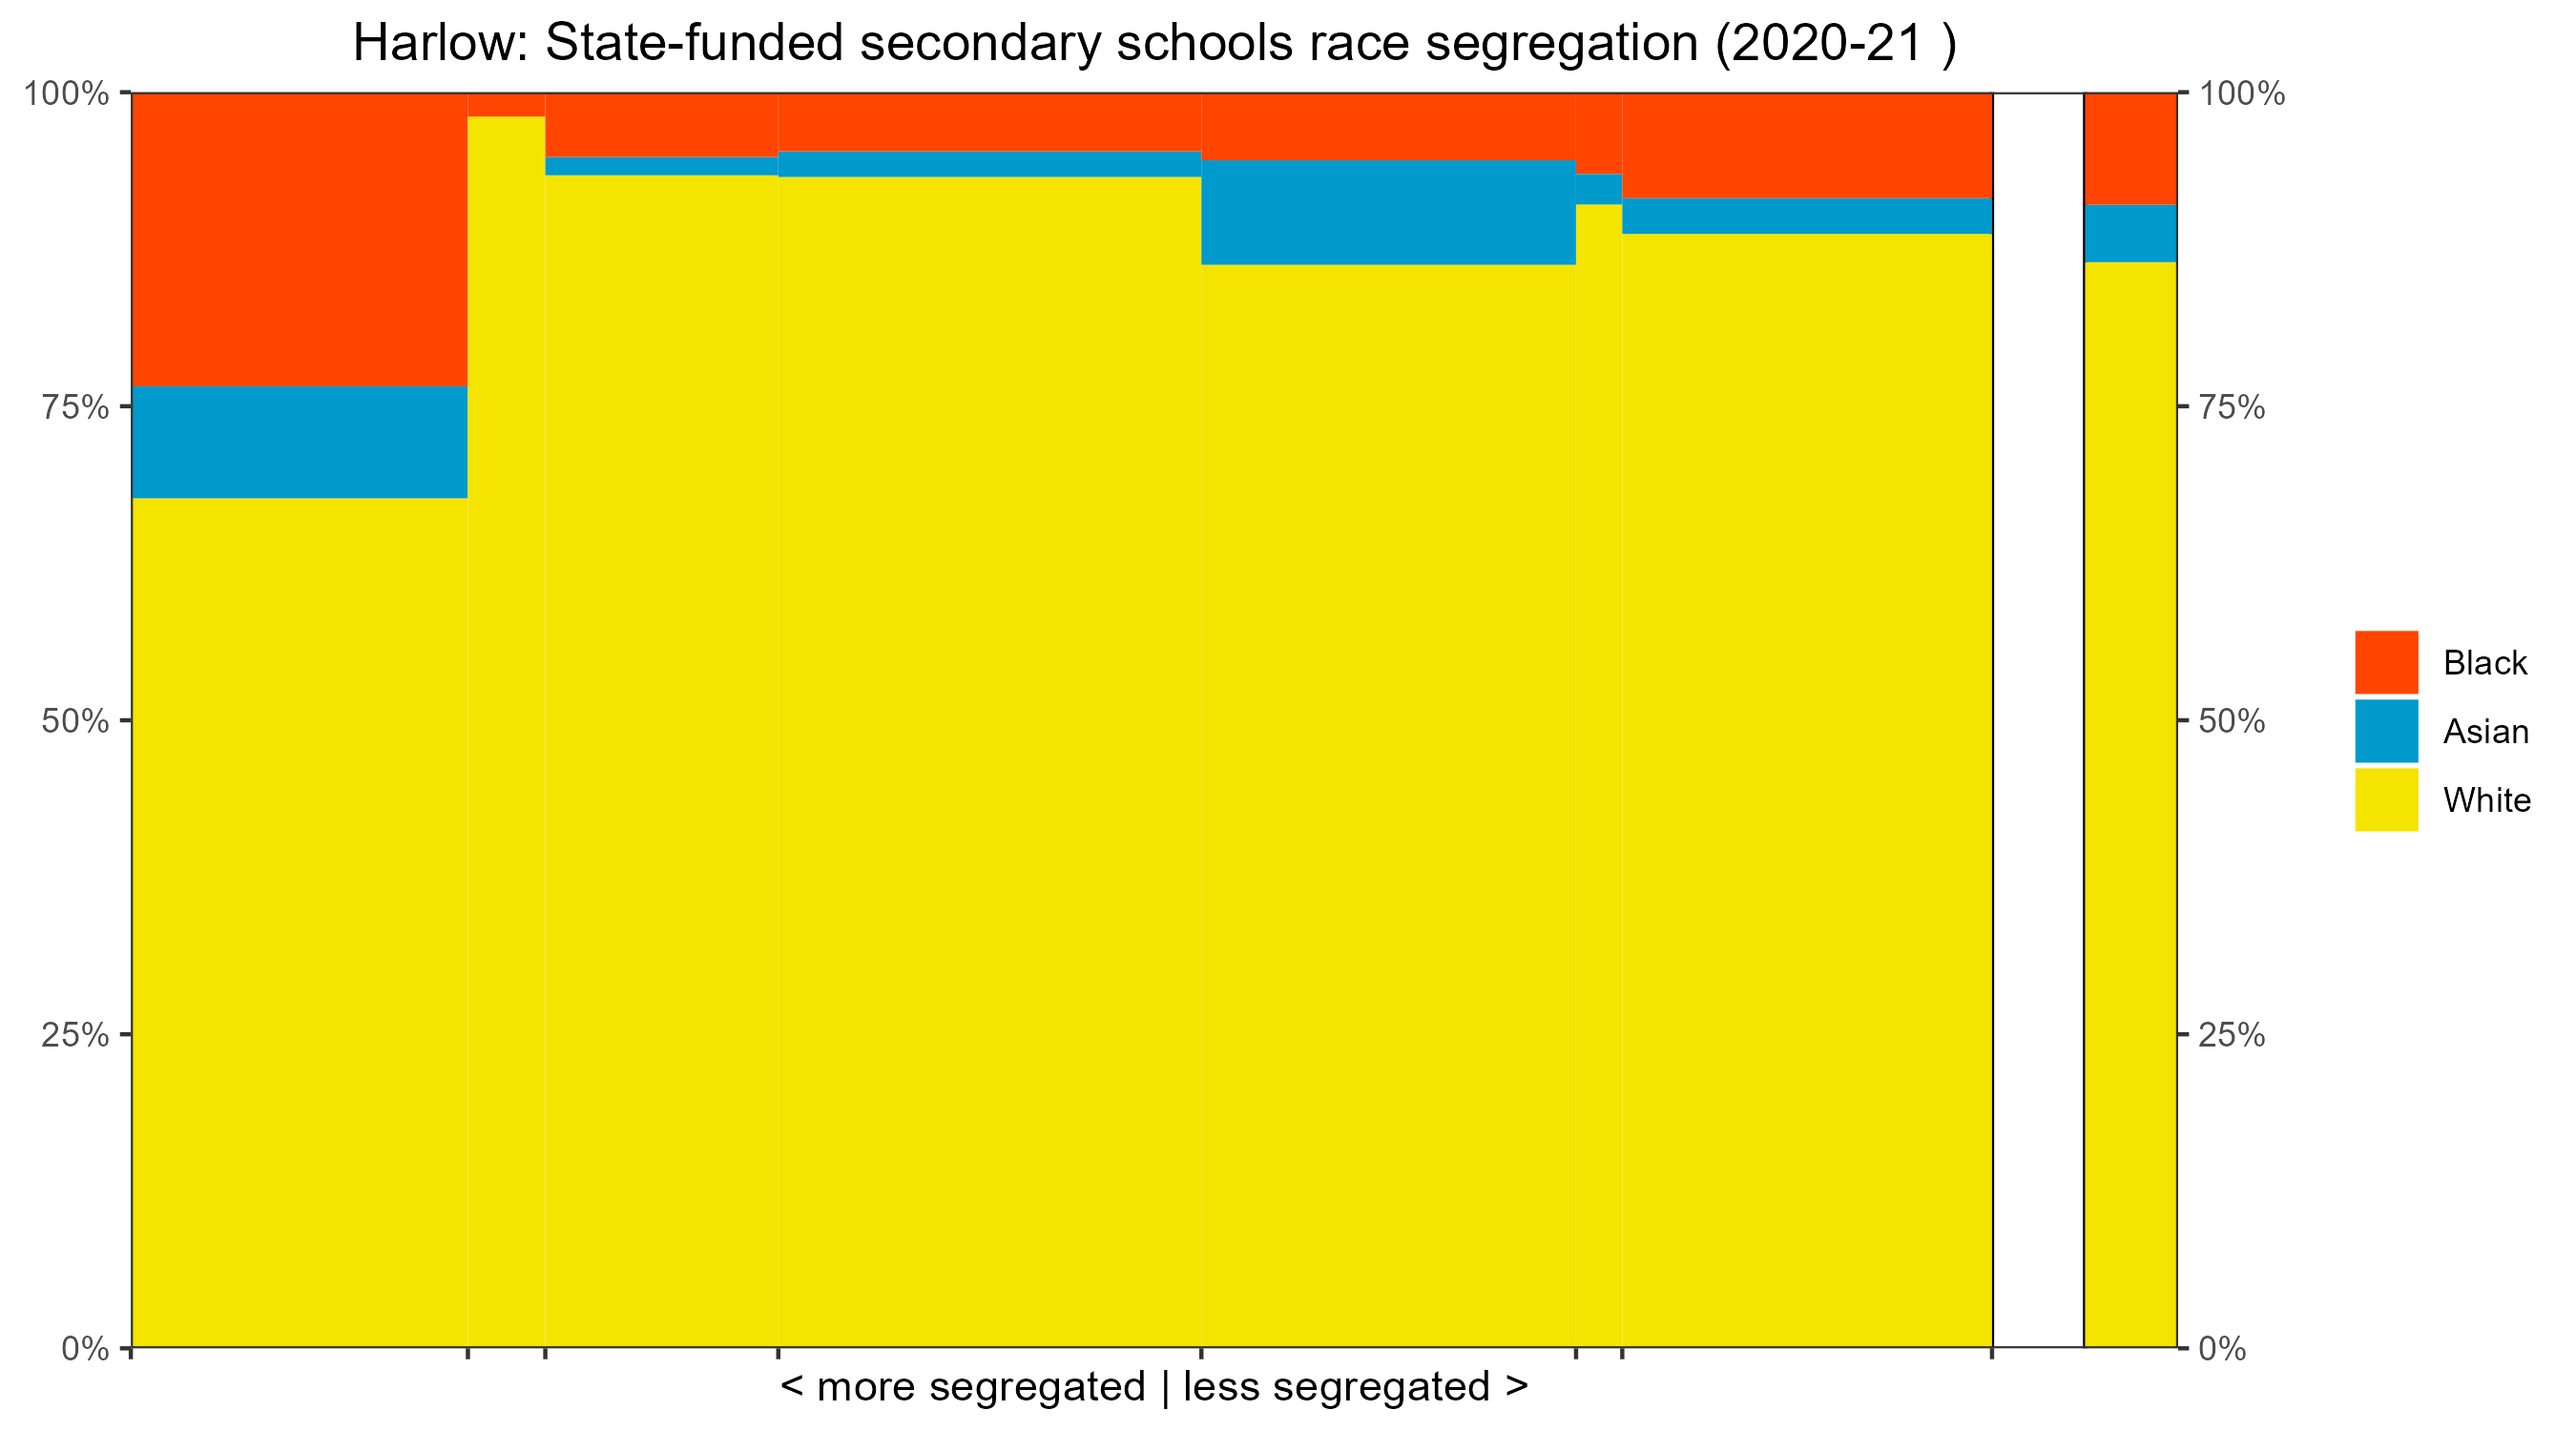 Harlow: State-funded secondary schools race segregation (2020-21 )
100%
75%
50%
25%
0%
100%
75%
50%
25%
0%
Black
Asian
White
< more segregated | less segregated >